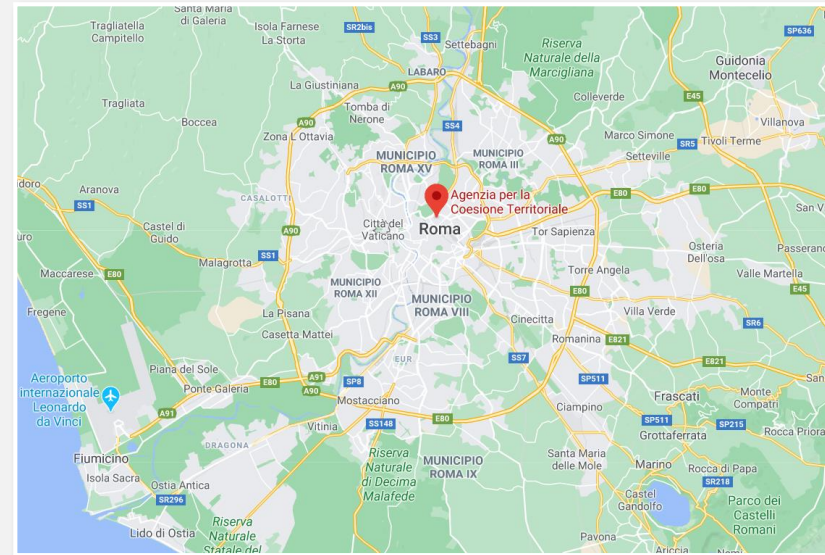 Santa Maria
di Galeria
Tragliatella
Campitello
Isola Farnese
La Storta
SR2bis
SS3
Settebagni
Riserva
Naturale della
Marcigliana
SP636
Guidonia
Montecelio
LABARO
La Giustiniana
A90
Colleverde
E45
Tragliata
Boccea
Tomba di
Nerone
A90
SS4
Zona L Ottavia
A90
Marco Simone
SR5
Tivoli Terme
Villanova
Setteville
MUNICIPIO
ROMA XV
MUNICIPIO
ROMA III
Aranova
SS1
CASALOTTI
Agenzia per la
Coesione Territoriale
E80
E80
San V
Castel di
Guido
A90
Città del
Vaticano
Roma
Tor Sapienza
Osteria
Dell'osa
Passerano
SS1
Malagrotta
Maccarese
E80
Torre Angela
Valle Martella
E45
MUNICIPIO
ROMA XII
E80
MUNICIPIO
ROMA VIII
Fregene
La Pisana
Cinecitta
Villa Verde
SR6
Casetta Mattei
Romanina
E821
EUR
SS7
E821
Piana del Sole
A91
E80
SP8
SP511
San
Aeroporto
internazionale
Leonardo
da Vinci
Ponte Galeria
A90
Mostacciano
Ciampino
Frascati
Monte
Compatri
A91
Vitinia
SS148
E80
SP511
SP215
Grottaferrata
Rocca Priora
DRAGONA
Fiumicino
Riserva
Naturale
di Decima
Malafede
MUNICIPIO
ROMA IX
Santa Maria
delle Mole
Marino
Rocca di Papa
Isola Sacra
Ostia Antica
SR218
SR296
Castel
Gandolfo
Parco dei
Castelli
Romani
Lido di Ostia
Riserva
Naturale
Statale del
Pavona
Ariccia